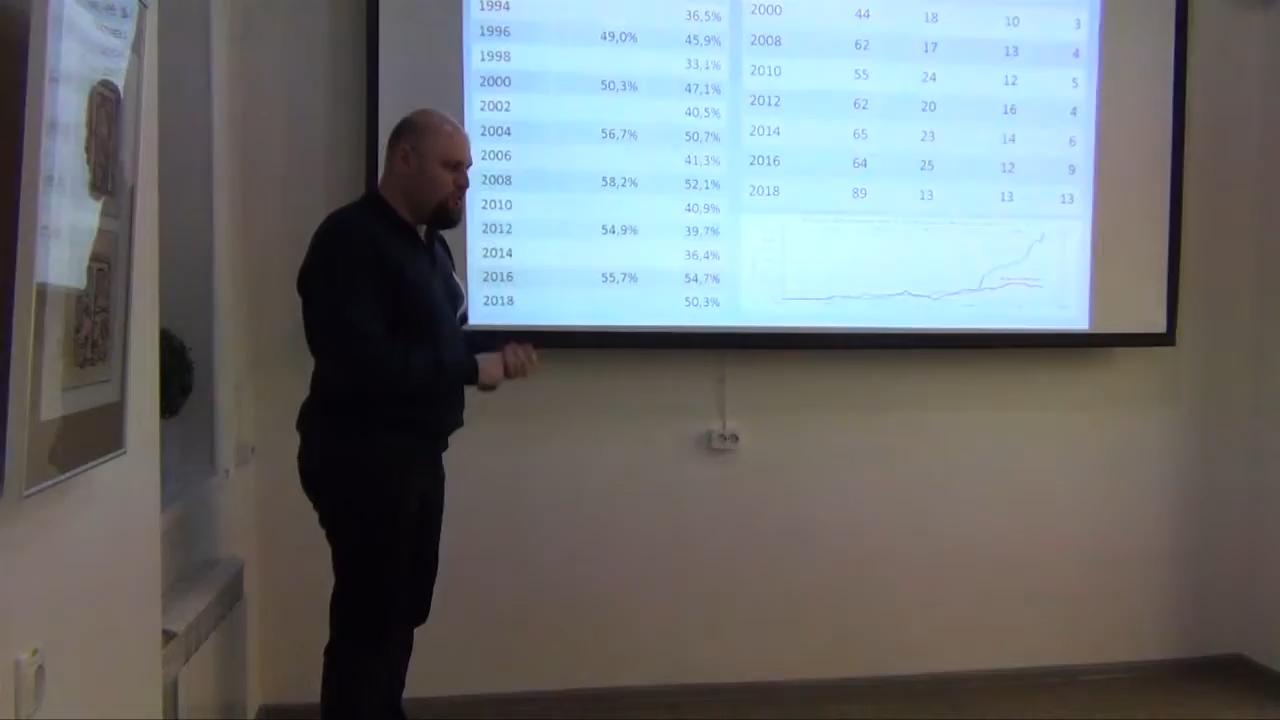 1994 36,5%
1996 49,0% 45,9%
1998 33,1%
2000 50,3% 47,1%
2002 40,5%
2004 56,7% 50,7%
2006 41,3%
2008 58,2% 52,1%
2010 40,9%
2012 54,9% 39,7%
2014 36,4%
2016 55,7% 54,7%
2018 50,3%
2000 44 18 10 3
2008 62 17 13 4
2010 55 24 12 5
2012 62 20 16 4
2014 65 23 14 6
2016 64 25 12 9
2018 89 13 13 13